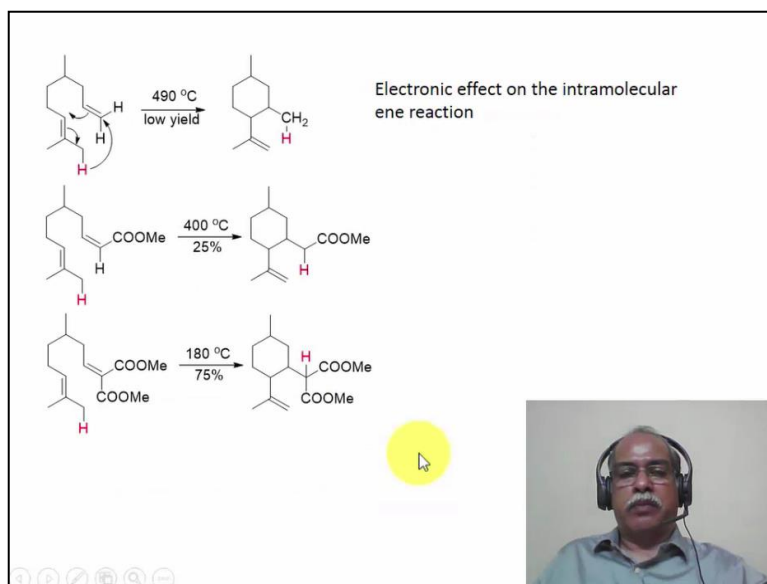 Electronic effect on the intramolecular
ene reaction
490 °C
low yield
H
H
H
CH₂
H
400 °C
25%
COOMe
H
H
COOMe
H
180 °C
75%
COOMe
COOMe
H
H
COOMe
COOMe